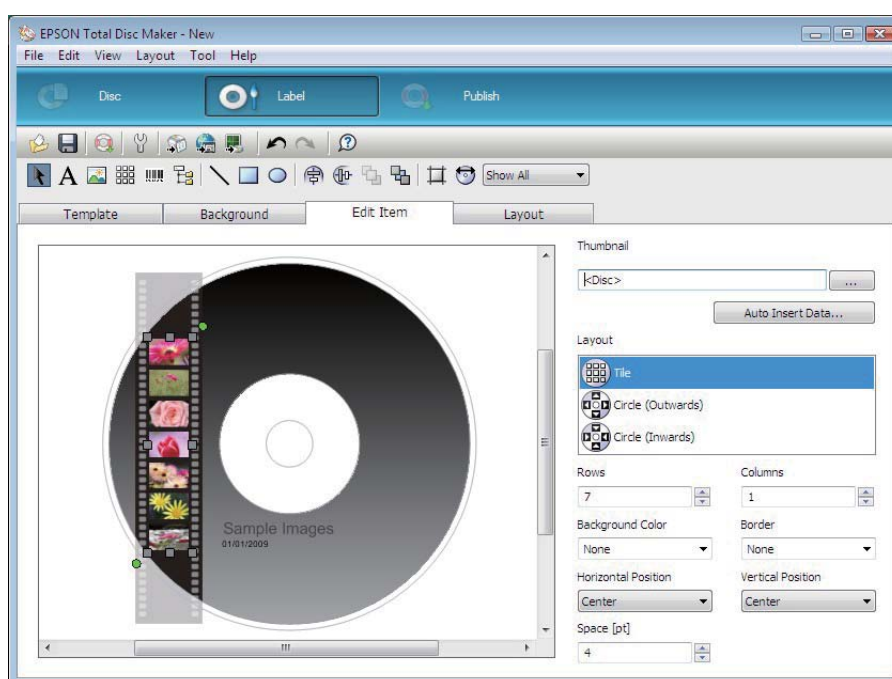 EPSON Total Disc Maker - New
File Edit View Layout Tool Help
Disc Label Publish
Show All
Template Background Edit Item Layout
Thumbnail
<Disc>
...
Auto Insert Data...
Layout
Tile
Circle (Outwards)
Circle (Inwards)
Rows Columns
7 1
Background Color Border
None None
Horizontal Position Vertical Position
Center Center
Space [pt]
4
Sample Images
01/01/2009